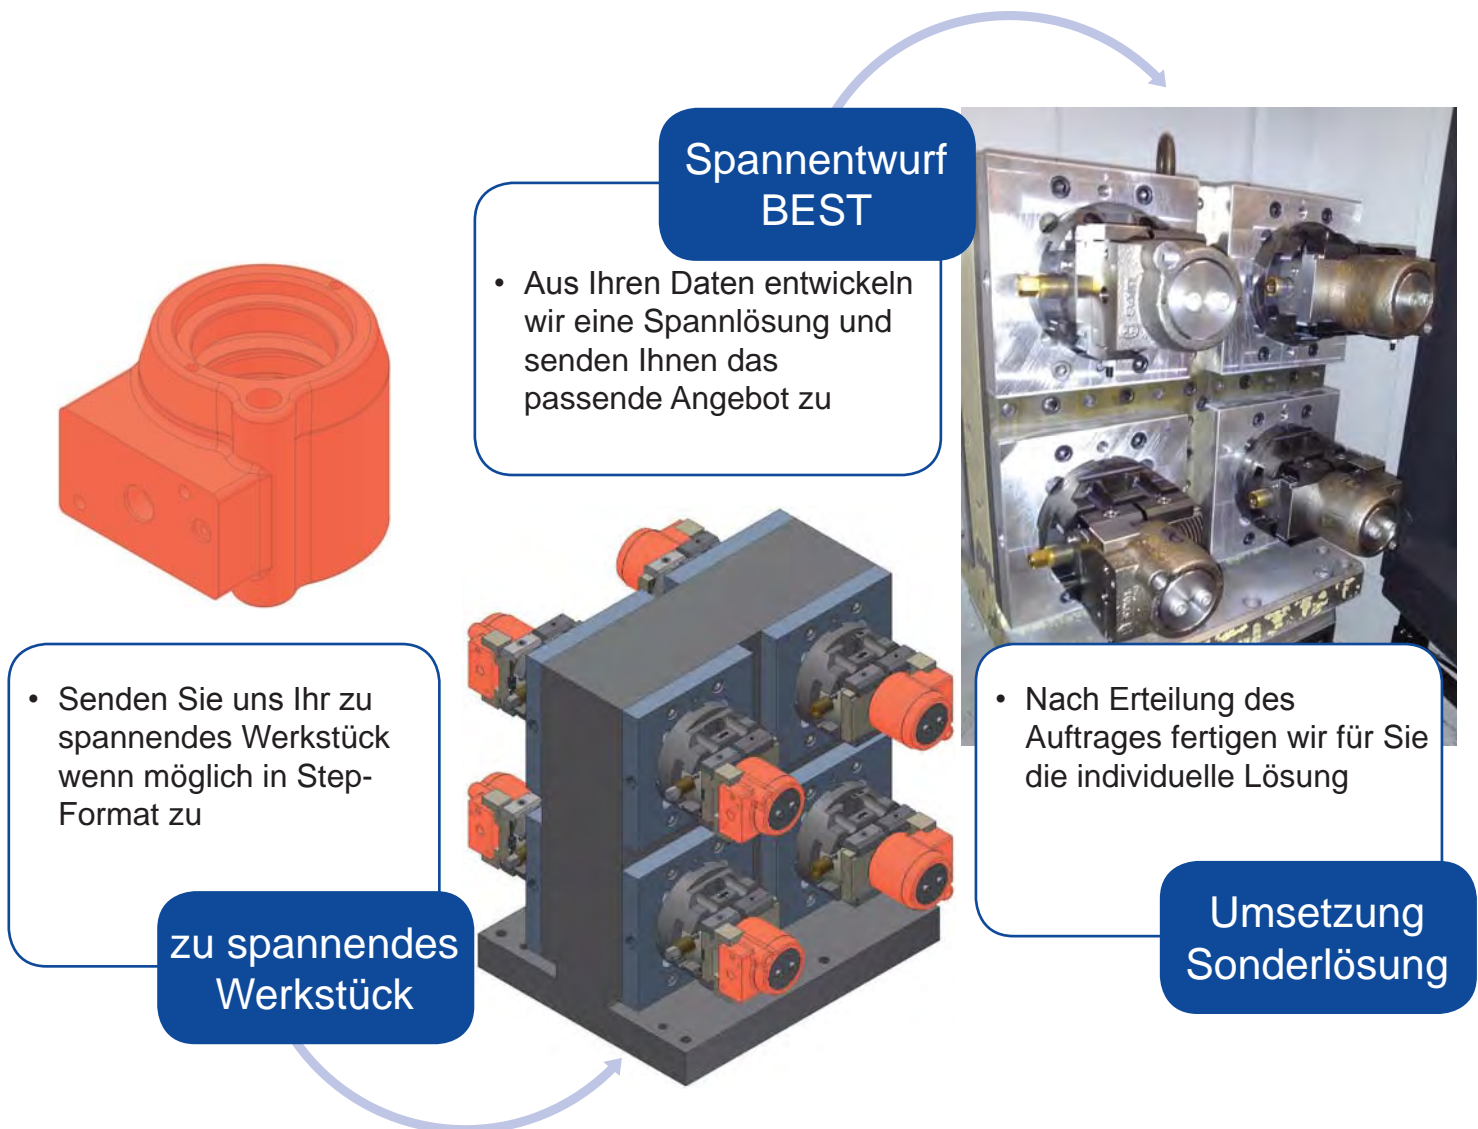 • Senden Sie uns Ihr zu
spannendes Werkstück
wenn möglich in Step-
Format zu
zu spannendes
Werkstück
Spannentwurf
BEST
• Aus Ihren Daten entwickeln
wir eine Spannlösung und
senden Ihnen das
passende Angebot zu
• Nach Erteilung des
Auftrages fertigen wir für Sie
die individuelle Lösung
Umsetzung
Sonderlösung